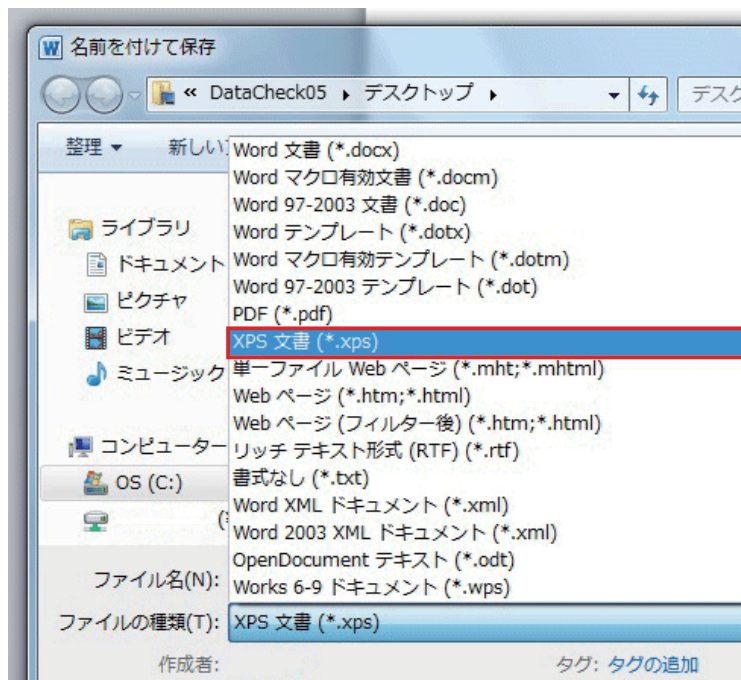 名前を付けて保存
« DataCheck05 ▸ デスクトップ ▸ デスク
整理 ▼ 新しい
Word 文書 (*.docx)
Word マクロ有効文書 (*.docm)
Word 97-2003 文書 (*.doc)
Word テンプレート (*.dotx)
Word マクロ有効テンプレート (*.dotm)
Word 97-2003 テンプレート (*.dot)
PDF (*.pdf)
XPS 文書 (*.xps)
単一ファイル Web ページ (*.mht;*.mhtml)
Web ページ (*.htm;*.html)
Web ページ (フィルター後) (*.htm;*.html)
リッチ テキスト形式 (RTF) (*.rtf)
書式なし (*.txt)
Word XML ドキュメント (*.xml)
Word 2003 XML ドキュメント (*.xml)
OpenDocument テキスト (*.odt)
Works 6-9 ドキュメント (*.wps)
ライブラリ
ドキュメント
ピクチャ
ビデオ
ミュージック
コンピューター
OS (C:)
ファイル名(N):
ファイルの種類(T): XPS 文書 (*.xps)
作成者: タグ: タグの追加